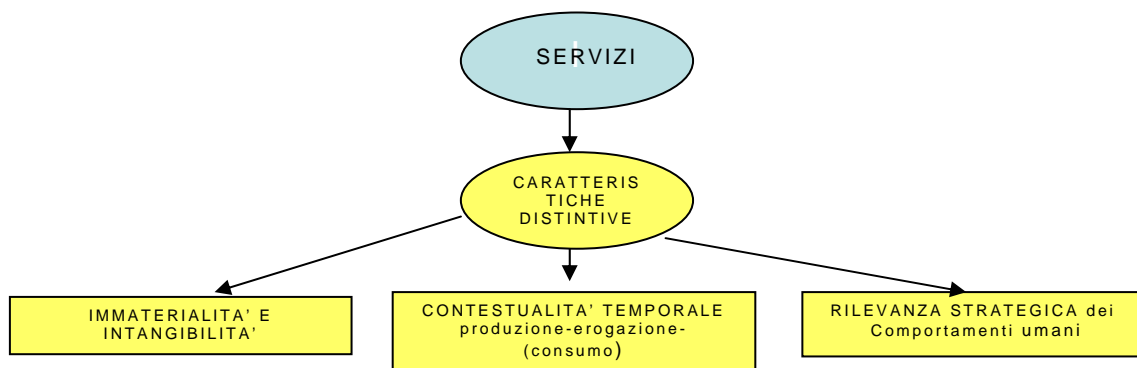 SERVIZI
CARATTERIS
TICHE
DISTINTIVE
IMMATERIALITA' E
INTANGIBILITA'
CONTESTUALITA' TEMPORALE
produzione-erogazione-
(consumo)
RILEVANZA STRATEGICA dei
Comportamenti umani